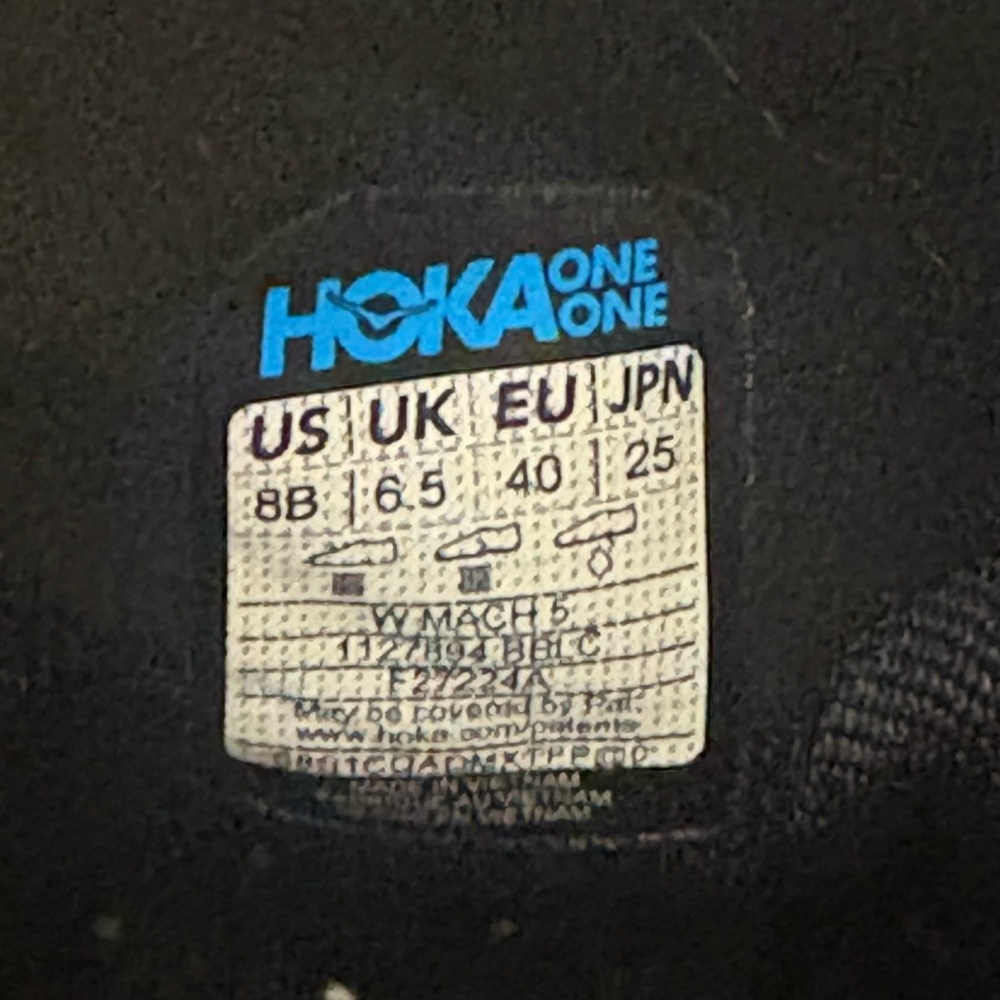 HOKA ONE ONE
US UK EU JPN
8B 6.5 40 25
W MACH 5
1127894 BBLC
F27224A
May be covered by Pat.
www.hoka.com/patents
VIETNAM